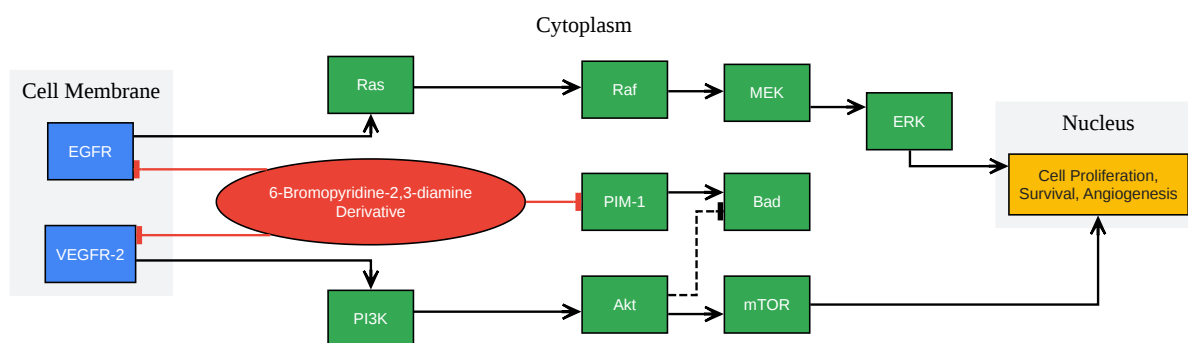 Cytoplasm
Cell Membrane
Ras
Raf
MEK
ERK
Nucleus
EGFR
6-Bromopyridine-2,3-diamine
Derivative
PIM-1
Bad
Cell Proliferation,
Survival, Angiogenesis
VEGFR-2
PI3K
Akt
mTOR